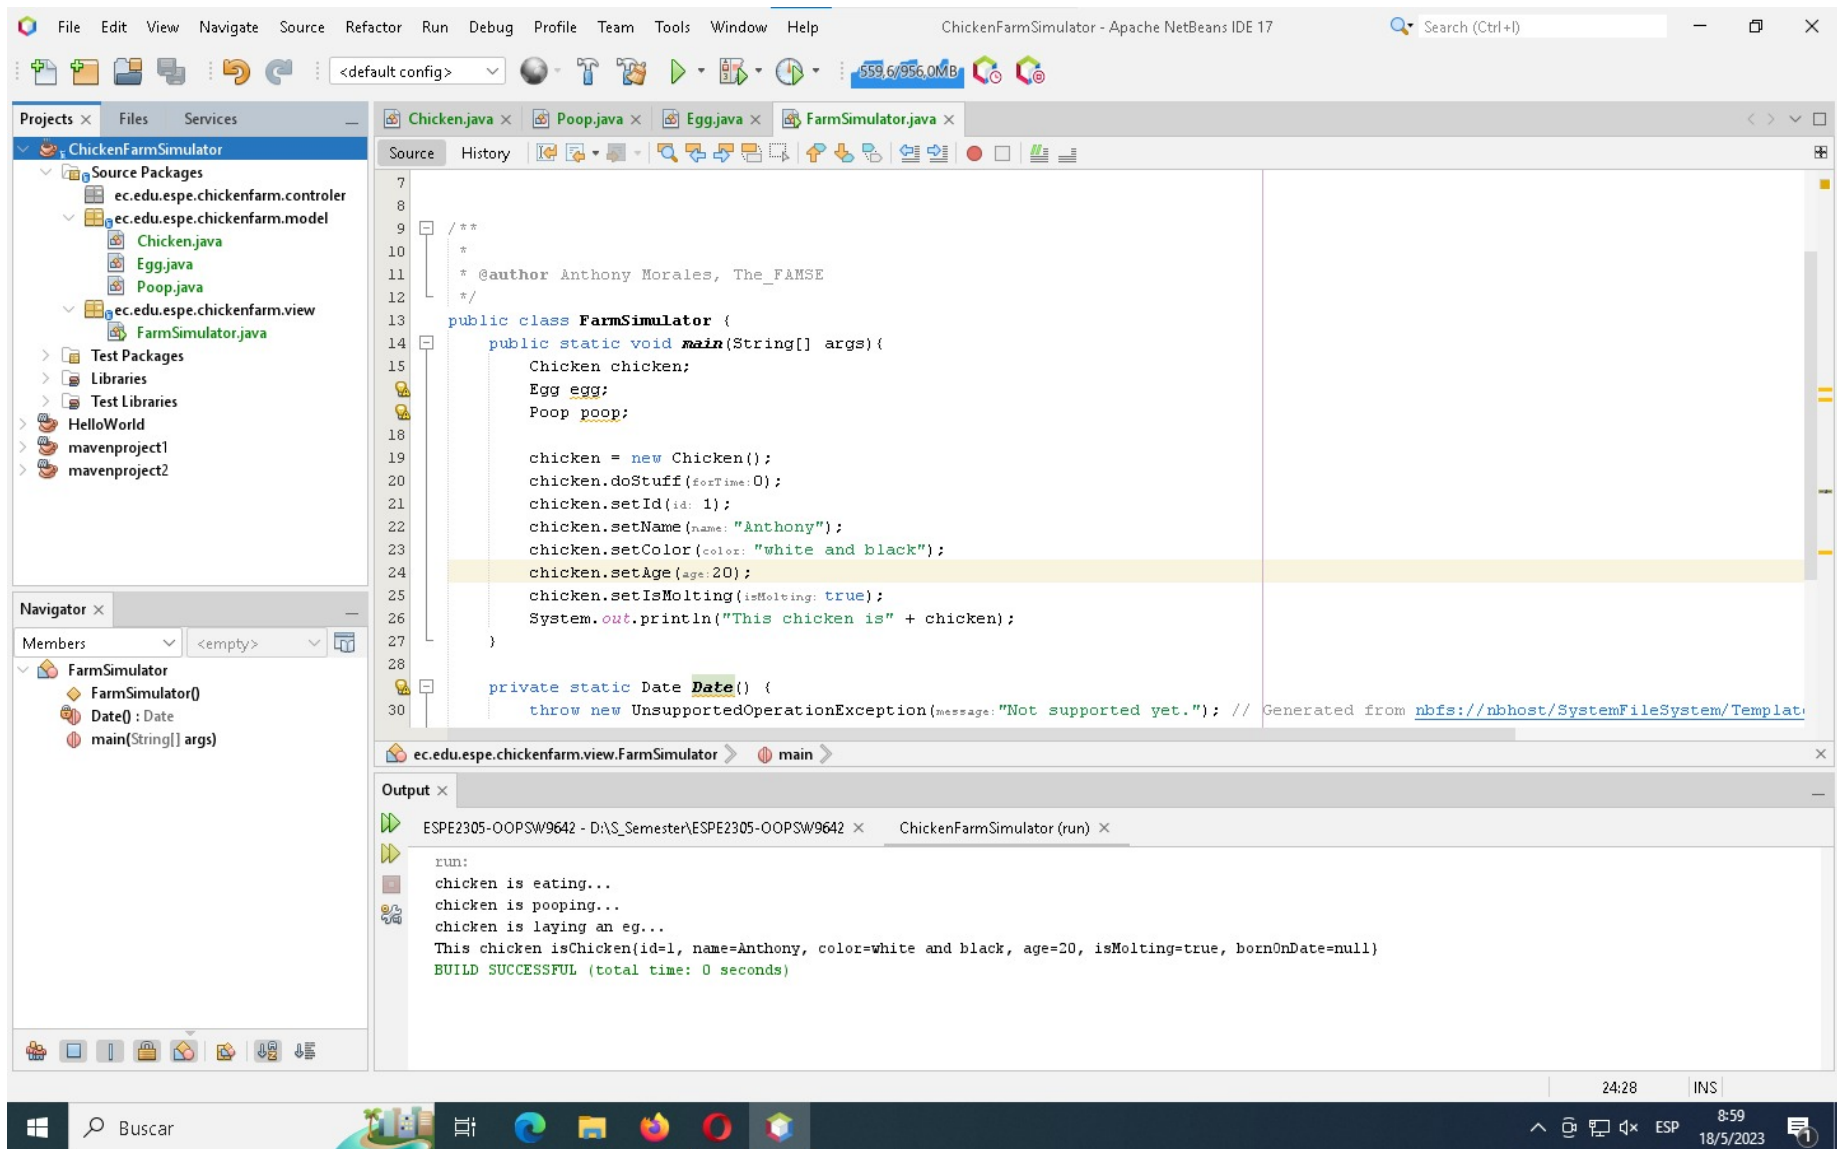 File Edit View Navigate Source Refactor Run Debug Profile Team Tools Window Help ChickenFarmSimulator - Apache NetBeans IDE 17 Search (Ctrl+I)
<default config> 559,6/956,0MB
Projects Files Services
ChickenFarmSimulator
Source Packages
ec.edu.espe.chickenfarm.controler
ec.edu.espe.chickenfarm.model
Chicken.java
Egg.java
Poop.java
ec.edu.espe.chickenfarm.view
FarmSimulator.java
Test Packages
Libraries
Test Libraries
HelloWorld
mavenproject1
mavenproject2
Navigator
Members <empty>
FarmSimulator
FarmSimulator()
Date() : Date
main(String[] args)
Chicken.java Poop.java Egg.java FarmSimulator.java
Source History
7
8
9 /**
10 *
11 * @author Anthony Morales, The_FAMSE
12 */
13 public class FarmSimulator {
14 public static void main(String[] args){
15 Chicken chicken;
Egg egg;
Poop poop;
18
19 chicken = new Chicken();
20 chicken.doStuff(forTime:0);
21 chicken.setId(id: 1);
22 chicken.setName(name: "Anthony");
23 chicken.setColor(color: "white and black");
24 chicken.setAge(age:20);
25 chicken.setIsMolting(isMolting: true);
26 System.out.println("This chicken is" + chicken);
27 }
28
private static Date Date() {
30 throw new UnsupportedOperationException(message:"Not supported yet."); // Generated from nbfs://nbhost/SystemFileSystem/Templat
ec.edu.espe.chickenfarm.view.FarmSimulator main
Output
ESPE2305-OOPSW9642 - D:\S_Semester\ESPE2305-OOPSW9642 ChickenFarmSimulator (run)
run:
chicken is eating...
chicken is pooping...
chicken is laying an eg...
This chicken isChicken{id=1, name=Anthony, color=white and black, age=20, isMolting=true, bornOnDate=null}
BUILD SUCCESSFUL (total time: 0 seconds)
24:28 INS
Buscar ESP 8:59
18/5/2023
1